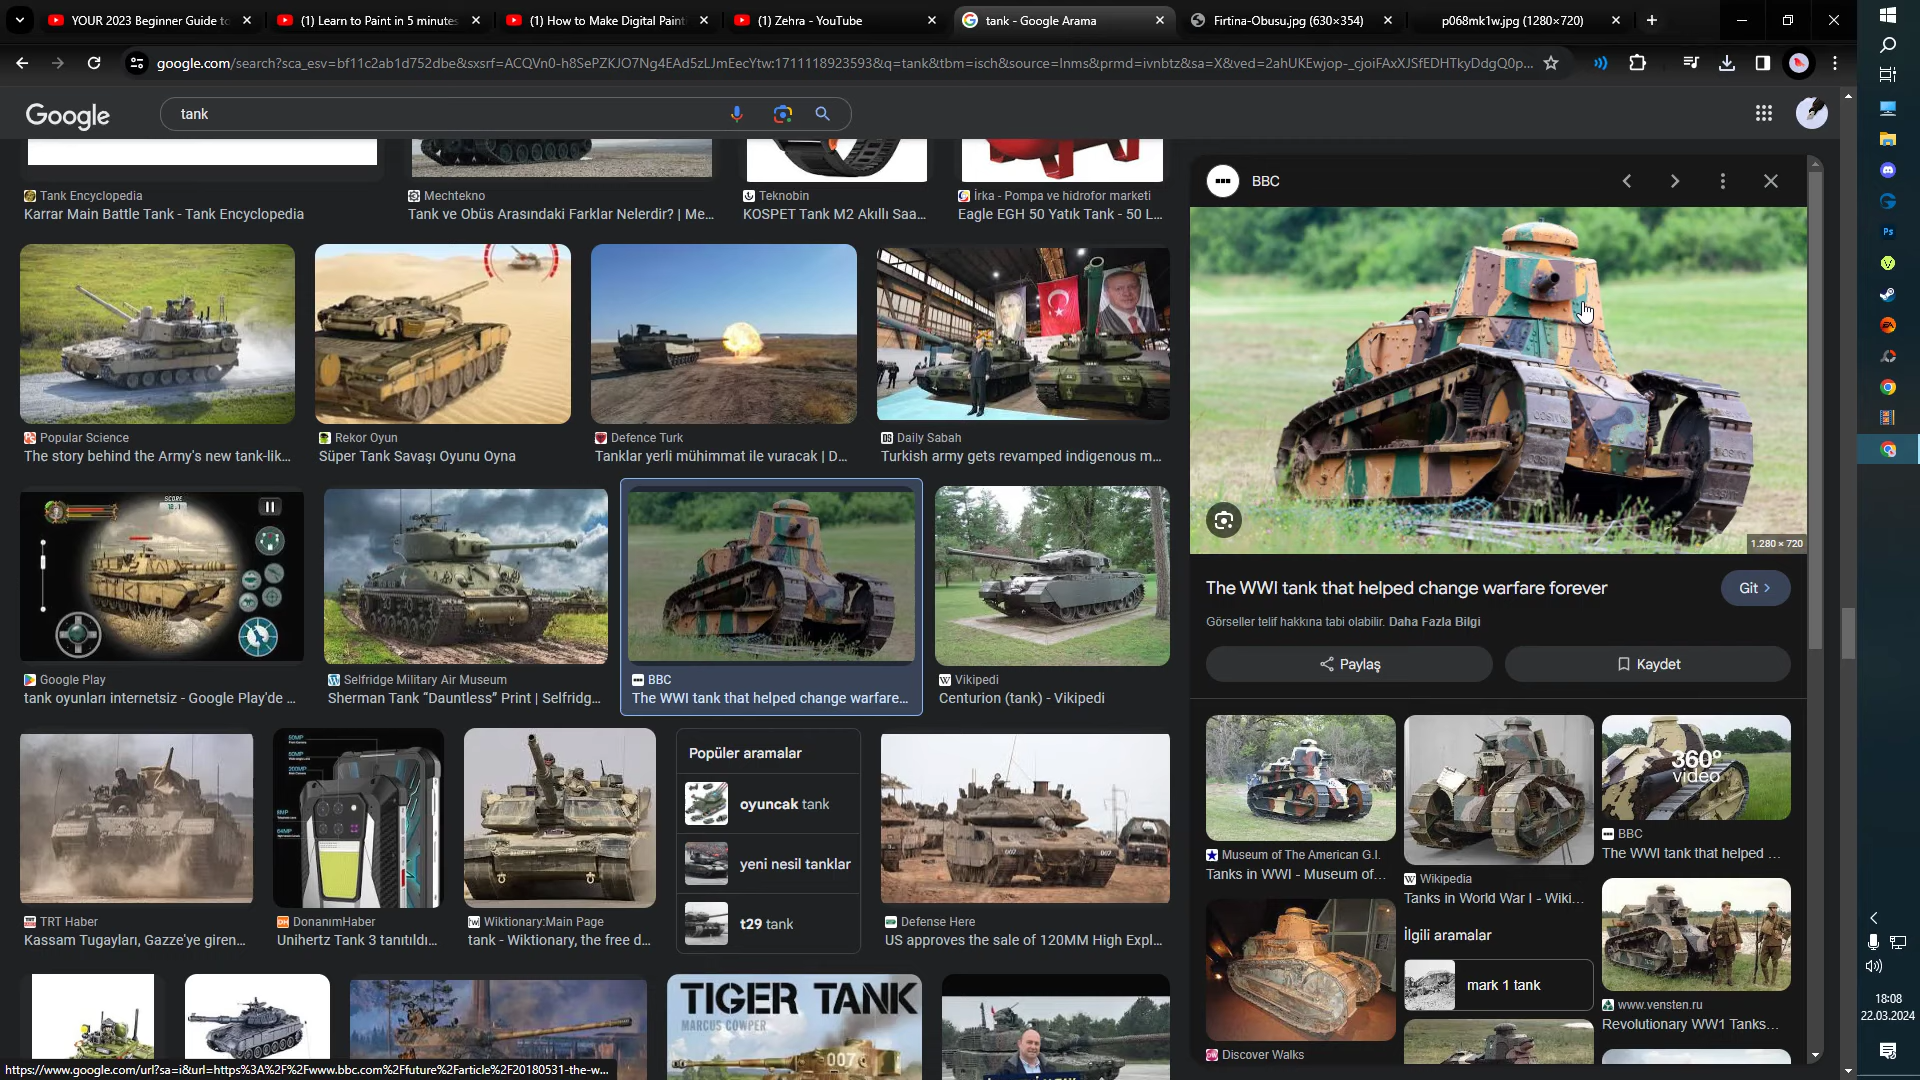 YOUR 2023 Beginner Guide to
(1) Learn to Paint in 5 minutes
(1) How to Make Digital Painti
(1) Zehra - YouTube
tank - Google Arama
Firtina-Obusu.jpg (630×354)
p068mk1w.jpg (1280×720)
google.com/search?sca_esv=bf11c2ab1d752dbe&sxsrf=ACQVn0-h8SePZKJO7Ng4EAd5zLJmEecYtw:1711118923593&q=tank&tbm=isch&source=lnms&prmd=ivnbtz&sa=X&ved=2ahUKEwjop-_cjoiFAxXJSfEDHTkyDdgQ0p...
Google
tank
Tank Encyclopedia
Karrar Main Battle Tank - Tank Encyclopedia
Mechtekno
Tank ve Obüs Arasındaki Farklar Nelerdir? | Me...
Teknobin
KOSPET Tank M2 Akıllı Saa...
İrka - Pompa ve hidrofor marketi
Eagle EGH 50 Yatık Tank - 50 L...
Popular Science
The story behind the Army's new tank-lik...
Rekor Oyun
Süper Tank Savaşı Oyunu Oyna
Defence Turk
Tanklar yerli mühimmat ile vuracak | D...
Daily Sabah
Turkish army gets revamped indigenous m...
SCORE
Google Play
tank oyunları internetsiz - Google Play'de ...
Selfridge Military Air Museum
Sherman Tank “Dauntless” Print | Selfridg...
BBC
The WWI tank that helped change warfare...
Vikipedi
Centurion (tank) - Vikipedi
TRT Haber
Kassam Tugayları, Gazze'ye giren...
DonanımHaber
Unihertz Tank 3 tanıtıldı...
Wiktionary:Main Page
tank - Wiktionary, the free d...
Popüler aramalar
oyuncak tank
yeni nesil tanklar
t29 tank
007
007
Defense Here
US approves the sale of 120MM High Expl...
TIGER TANK
MARCUS COWPER
007
BBC
1.280 × 720
The WWI tank that helped change warfare forever
Git
Görseller telif hakkına tabi olabilir. Daha Fazla Bilgi
Paylaş
Kaydet
Museum of The American G.I.
Tanks in WWI - Museum of...
Wikipedia
Tanks in World War I - Wiki...
360°
video
BBC
The WWI tank that helped ...
İlgili aramalar
mark 1 tank
www.vensten.ru
Revolutionary WW1 Tanks...
Discover Walks
https://www.google.com/url?sa=i&url=https%3A%2F%2Fwww.bbc.com%2Ffuture%2Farticle%2F20180531-the-w...
Ps
EA
18:08
22.03.2024